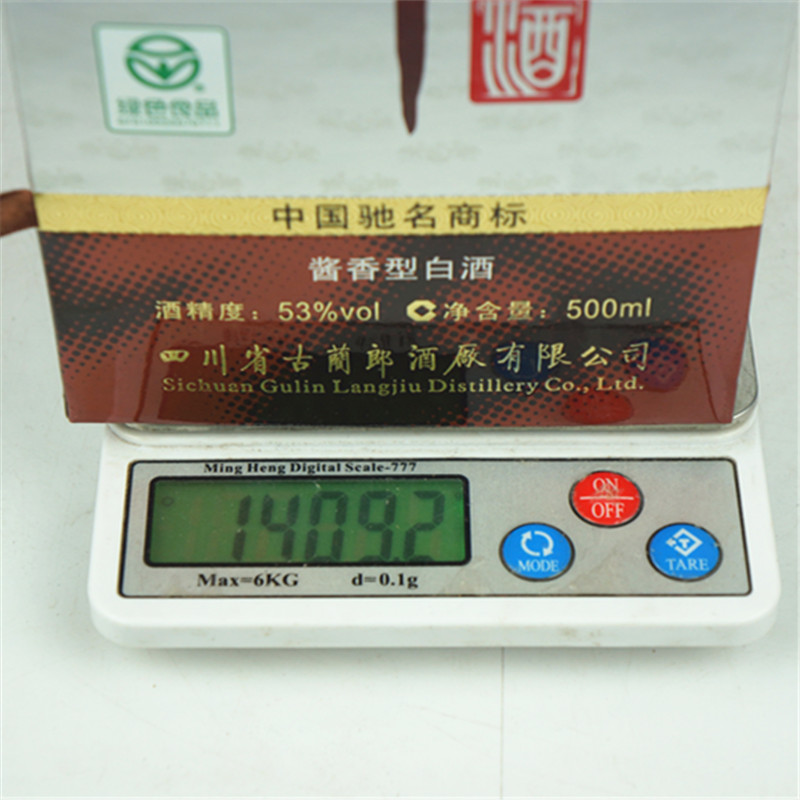 酒
绿色食品
中国驰名商标
酱香型白酒
酒精度：53%vol 净含量：500ml
四川省古蔺郎酒厂有限公司
Sichuan Gulin Langjiu Distillery Co., Ltd.
Ming Heng Digital Scale-777
1409.2
ON
OFF
MODE
TARE
Max=6KG d=0.1g